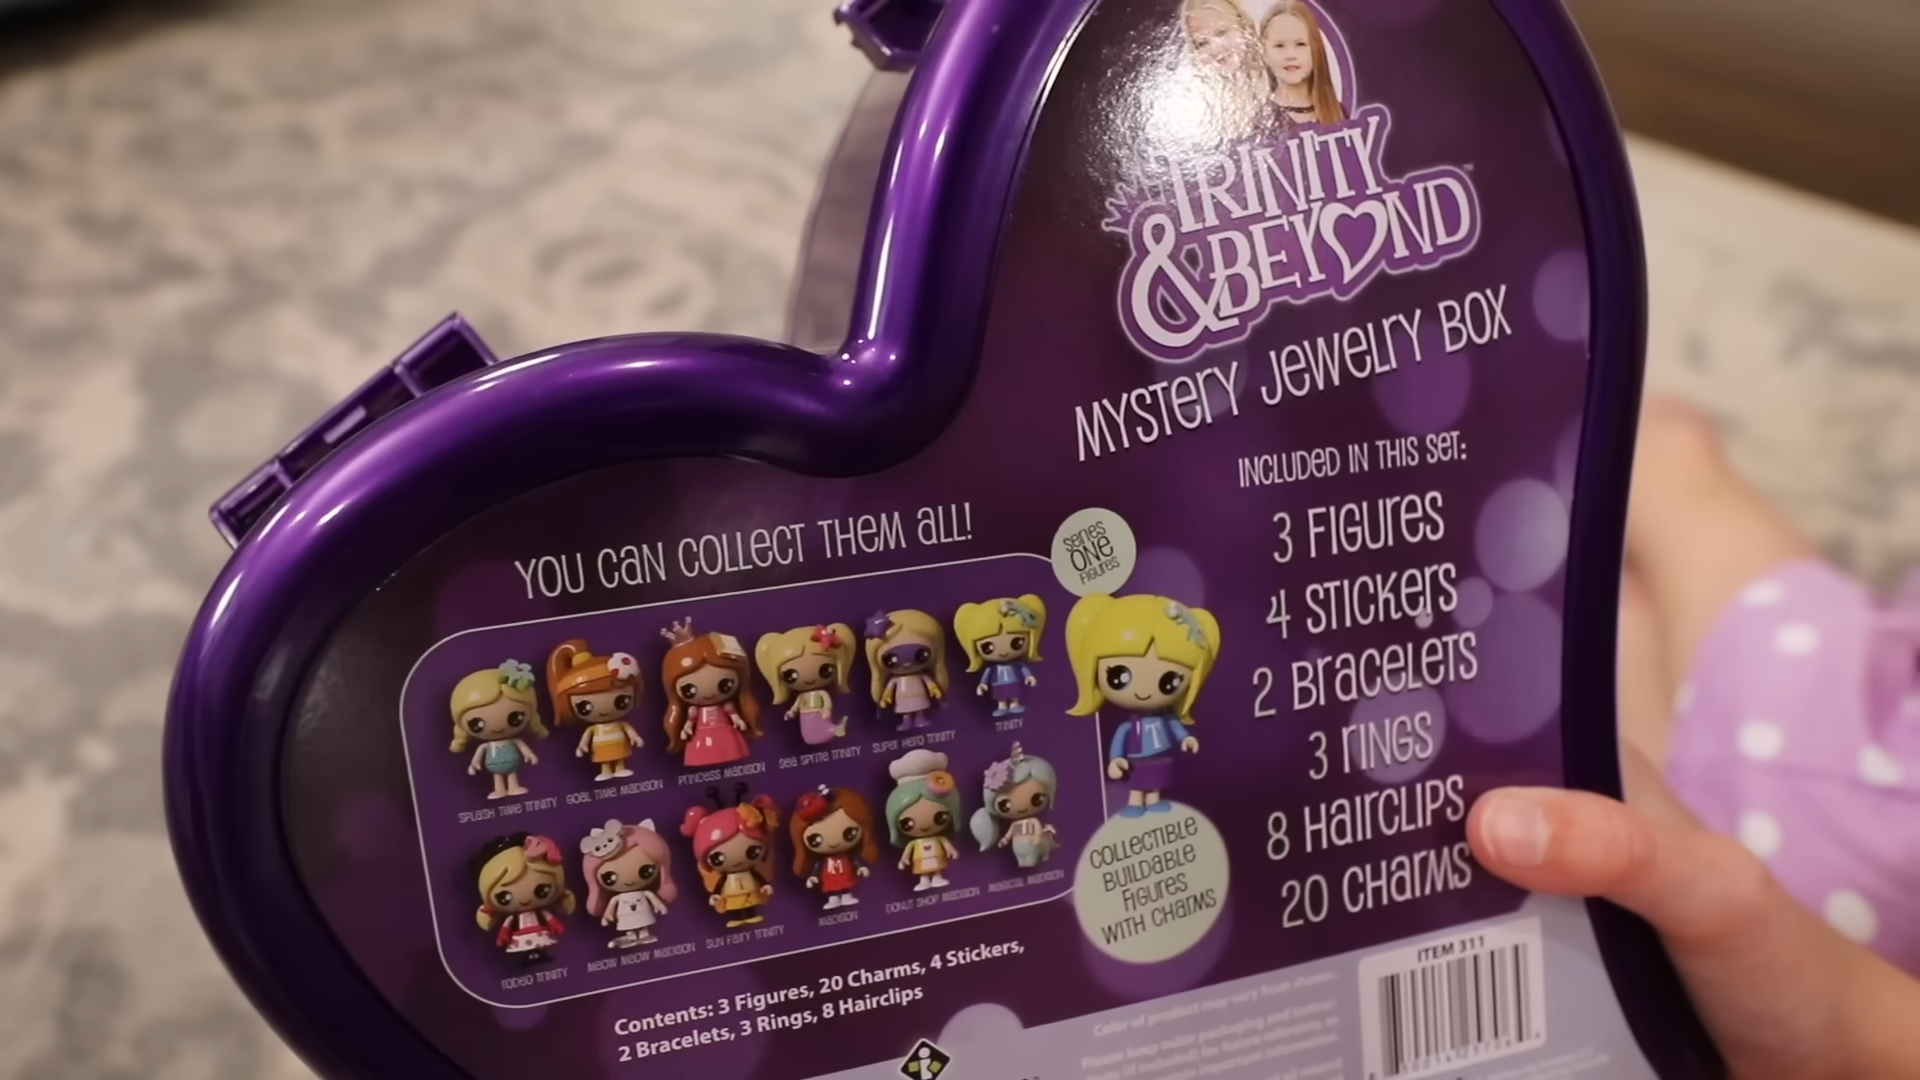 TRINITY
& BEYOND™
MYSTERY JEWELRY BOX
INCLUDED IN THIS SET:
3 FIGURES
4 STICKERS
2 BRACELETS
3 RINGS
8 HAIRCLIPS
20 CHARMS
YOU CAN COLLECT THEM ALL!
SERIES
ONE
FIGURES
SPLASH TIME TRINITY
GOAL TIME MADISON
PRINCESS MADISON
SEA SPRITE TRINITY
SUPER HERO TRINITY
TRINITY
RODEO TRINITY
MEOW MEOW MADISON
SUN FAIRY TRINITY
MADISON
DONUT SHOP MADISON
MAGICAL MADISON
COLLECTIBLE
BUILDABLE
FIGURES
WITH CHARMS
Contents: 3 Figures, 20 Charms, 4 Stickers,
2 Bracelets, 3 Rings, 8 Hairclips
ITEM 311
Color of product may vary from shown.